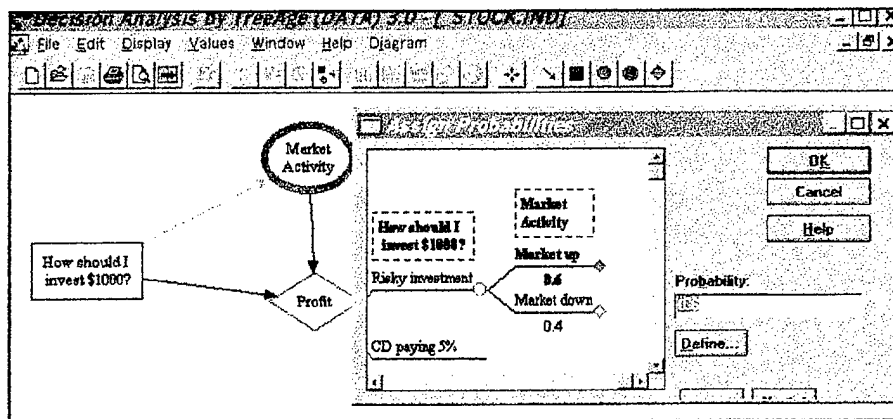 Decision Analysis by TreeAge (DATA) 3.0 - [ STOCK.IND]
File Edit Display Values Window Help Diagram
Assign Probabilities
Market
Activity
How should I
invest $1000?
Profit
How should I
invest $1000?
Market
Activity
Risky investment
Market up
0.6
Market down
0.4
CD paying 5%
OK
Cancel
Help
Probability:
Define...